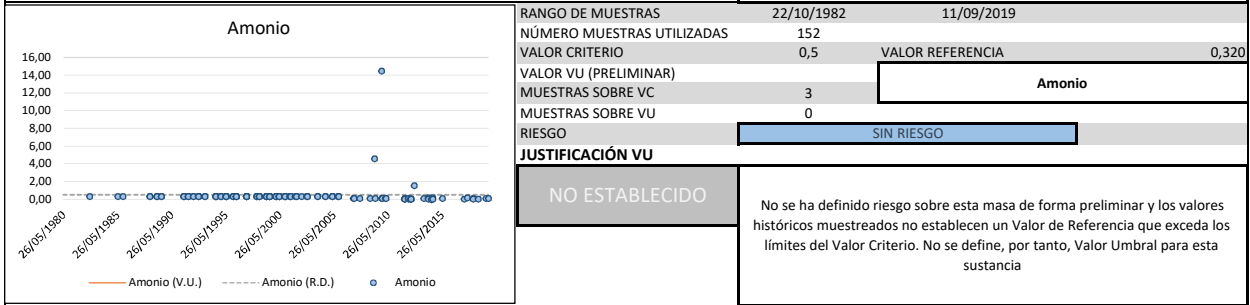 Amonio
16,00
14,00
12,00
10,00
8,00
6,00
4,00
2,00
0,00
26/05/1980
26/05/1985
26/05/1990
26/05/1995
26/05/2000
26/05/2005
26/05/2010
26/05/2015
Amonio (V.U.) Amonio (R.D.) Amonio
RANGO DE MUESTRAS 22/10/1982 11/09/2019
NÚMERO MUESTRAS UTILIZADAS 152
VALOR CRITERIO 0,5 VALOR REFERENCIA 0,320
VALOR VU (PRELIMINAR)
Amonio
MUESTRAS SOBRE VC 3
MUESTRAS SOBRE VU 0
RIESGO SIN RIESGO
JUSTIFICACIÓN VU
NO ESTABLECIDO
No se ha definido riesgo sobre esta masa de forma preliminar y los valores
históricos muestreados no establecen un Valor de Referencia que exceda los
límites del Valor Criterio. No se define, por tanto, Valor Umbral para esta
sustancia